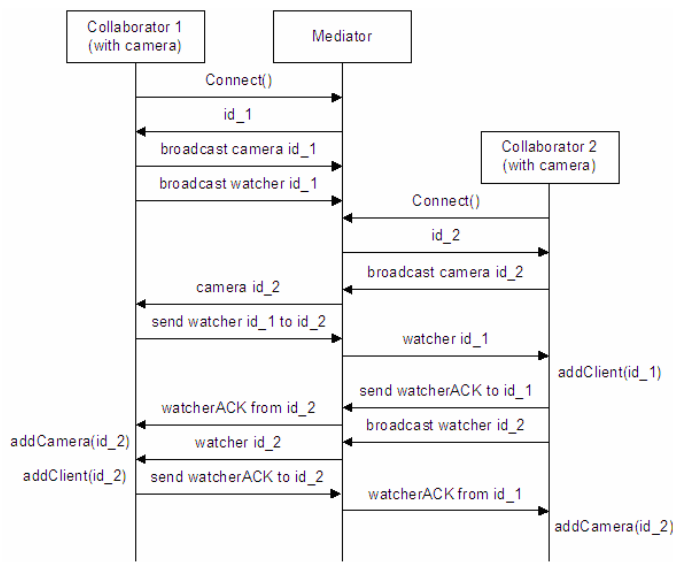 Collaborator 1
(with camera)
Mediator
Connect()
id_1
broadcast camera id_1
Collaborator 2
(with camera)
broadcast watcher id_1
Connect()
id_2
broadcast camera id_2
camera id_2
send watcher id_1 to id_2
watcher id_1
addClient(id_1)
send watcherACK to id_1
watcherACK from id_2
broadcast watcher id_2
addCamera(id_2)
watcher id_2
addClient(id_2)
send watcherACK to id_2
watcherACK from id_1
addCamera(id_2)